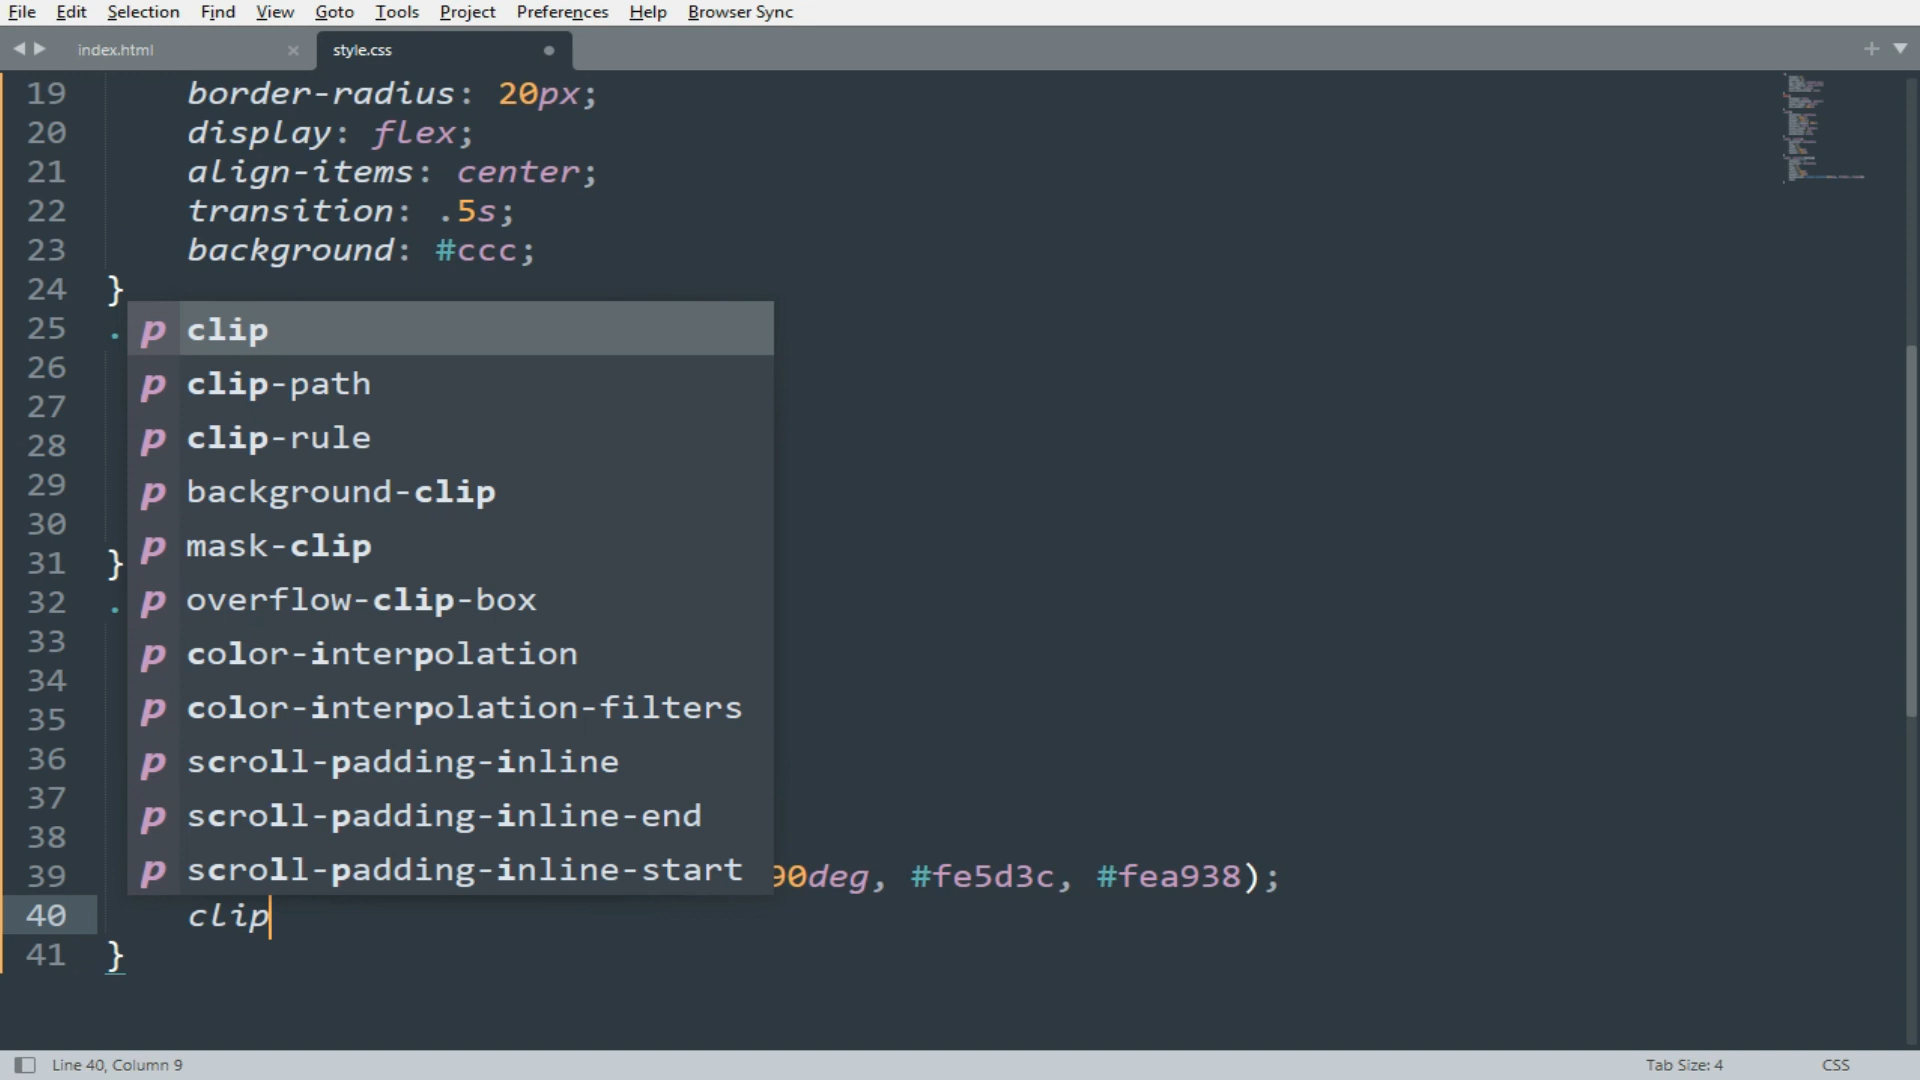 File Edit Selection Find View Goto Tools Project Preferences Help Browser Sync
index.html × style.css
19 border-radius: 20px;
20 display: flex;
21 align-items: center;
22 transition: .5s;
23 background: #ccc;
24 }
25 .
p clip
26
p clip-path
27
28 p clip-rule
29 p background-clip
30
31 } p mask-clip
32 . p overflow-clip-box
33 p color-interpolation
34
35 p color-interpolation-filters
36 p scroll-padding-inline
37
38 p scroll-padding-inline-end
p scroll-padding-inline-start
39 90deg, #fe5d3c, #fea938);
40 clip
41 }
Line 40, Column 9 Tab Size: 4 CSS